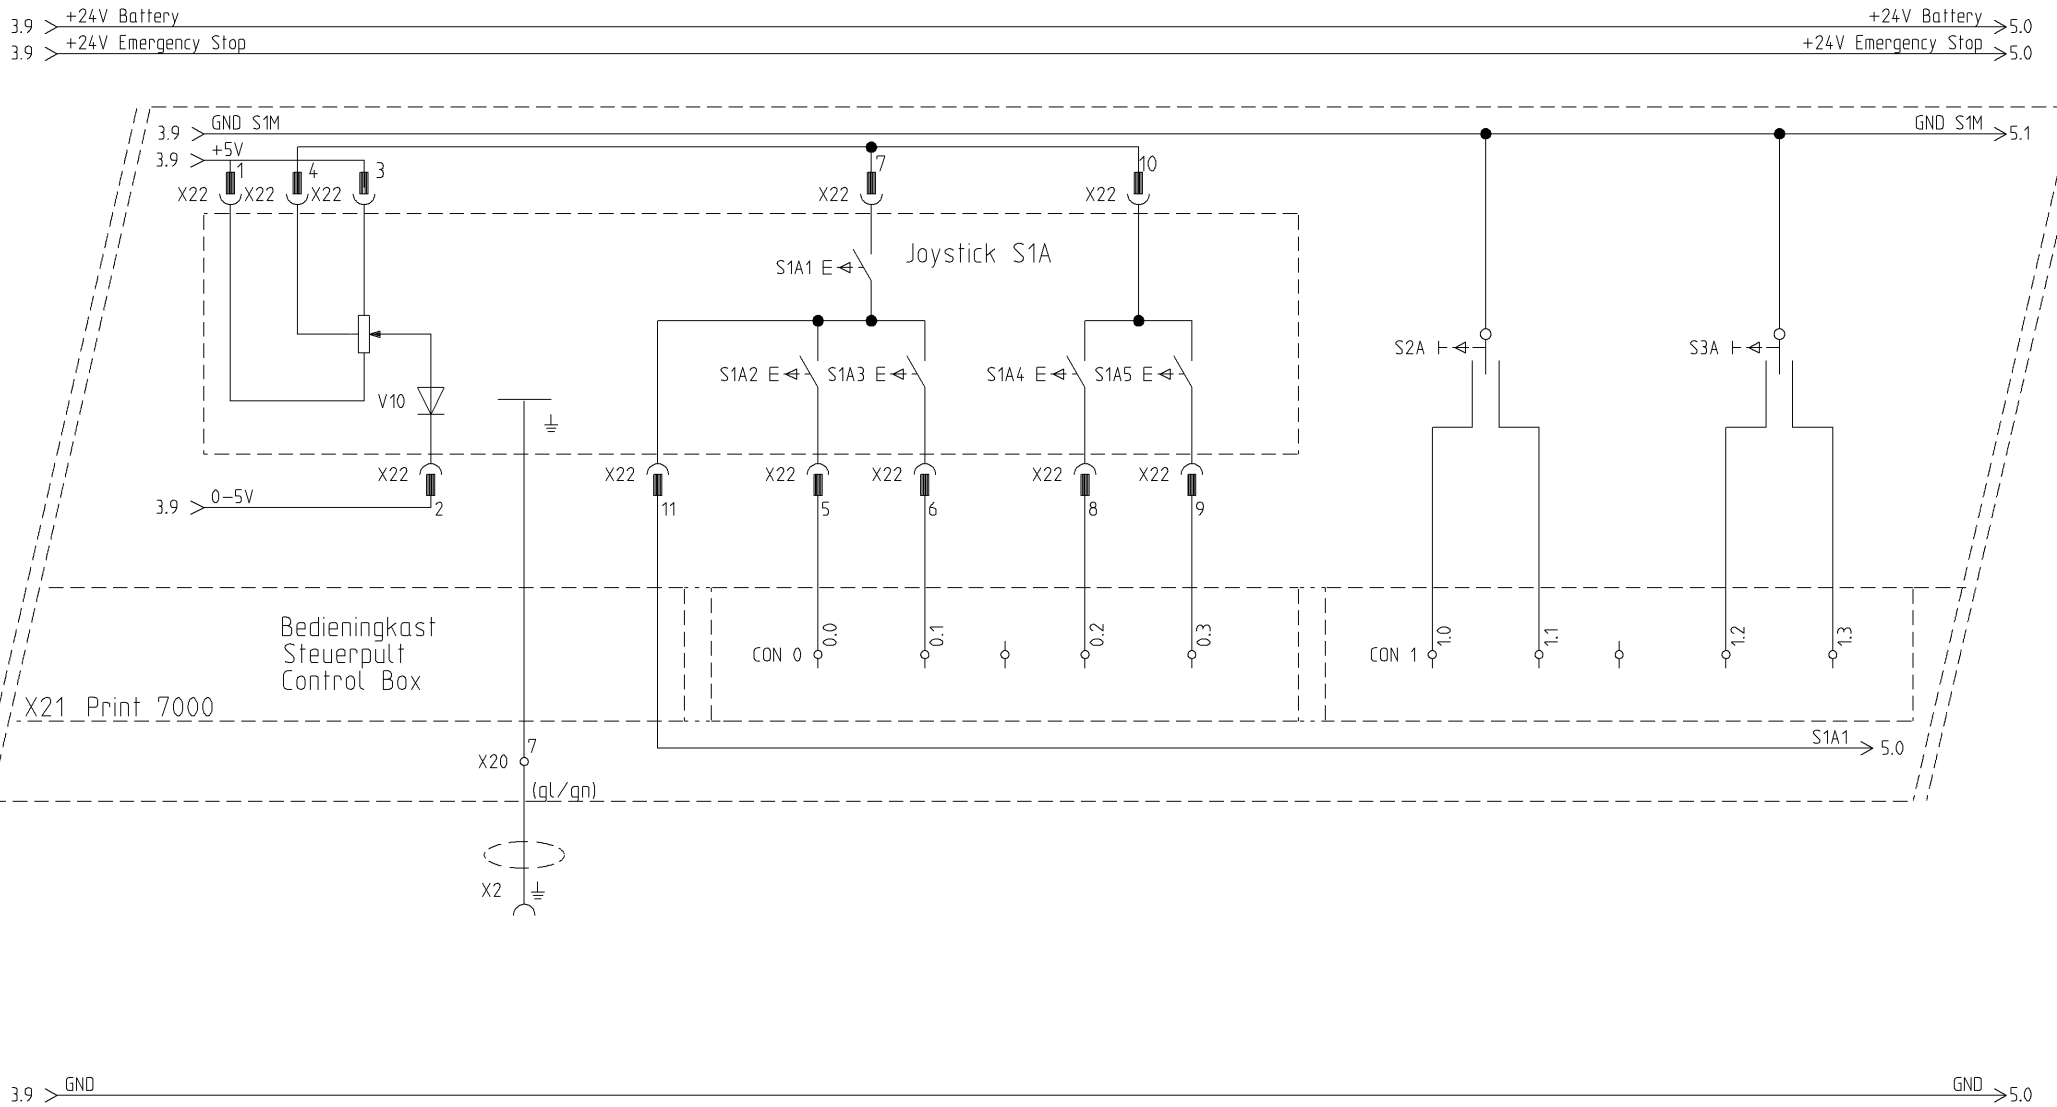 +24V Battery +24V Battery
3.9 5.0
+24V Emergency Stop +24V Emergency Stop
3.9 5.0
GND S1M GND S1M
3.9 5.1
+5V
3.9
1 4 3 7 10
X22 X22 X22 X22 X22
Joystick S1A
S1A1
S2A S3A
S1A2 S1A3 S1A4 S1A5
V10
X22 X22 X22 X22 X22 X22
0-5V
3.9 2 11 5 6 8 9
Bedieningkast
Steuerpult
Control Box
0.0 0.1 0.2 0.3 1.0 1.1 1.2 1.3
CON 0 CON 1
X21 Print 7000
S1A1 5.0
7
X20
(gl/gn)
X2
GND GND
3.9 5.0